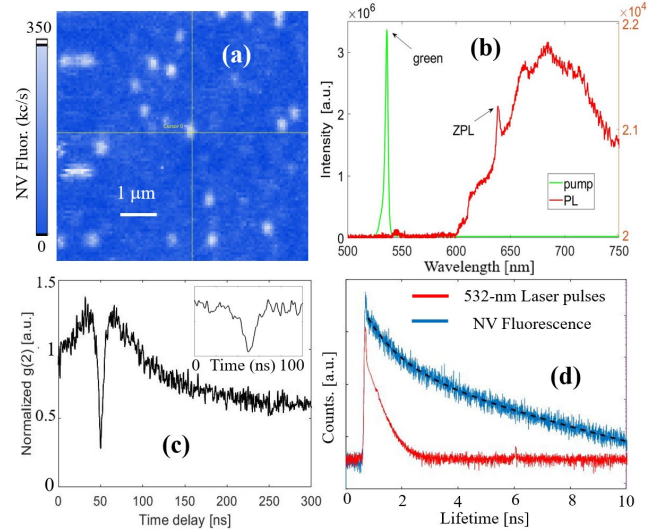 350
NV Fluor. (kc/s)
0
(a)
Cursor 0
1 µm
×10^6
×10^4
(b)
green
ZPL
pump
PL
Intensity [a.u.]
3
2
1
0
2.2
2.1
2
500 550 600 650 700 750
Wavelength [nm]
Normalized g(2) [a.u.]
1.5
1
0.5
0
0 50 100 150 200 250 300
Time delay [ns]
0 Time (ns) 100
(c)
532-nm Laser pulses
NV Fluorescence
(d)
Counts. [a.u.]
0 2 4 6 8 10
Lifetime [ns]